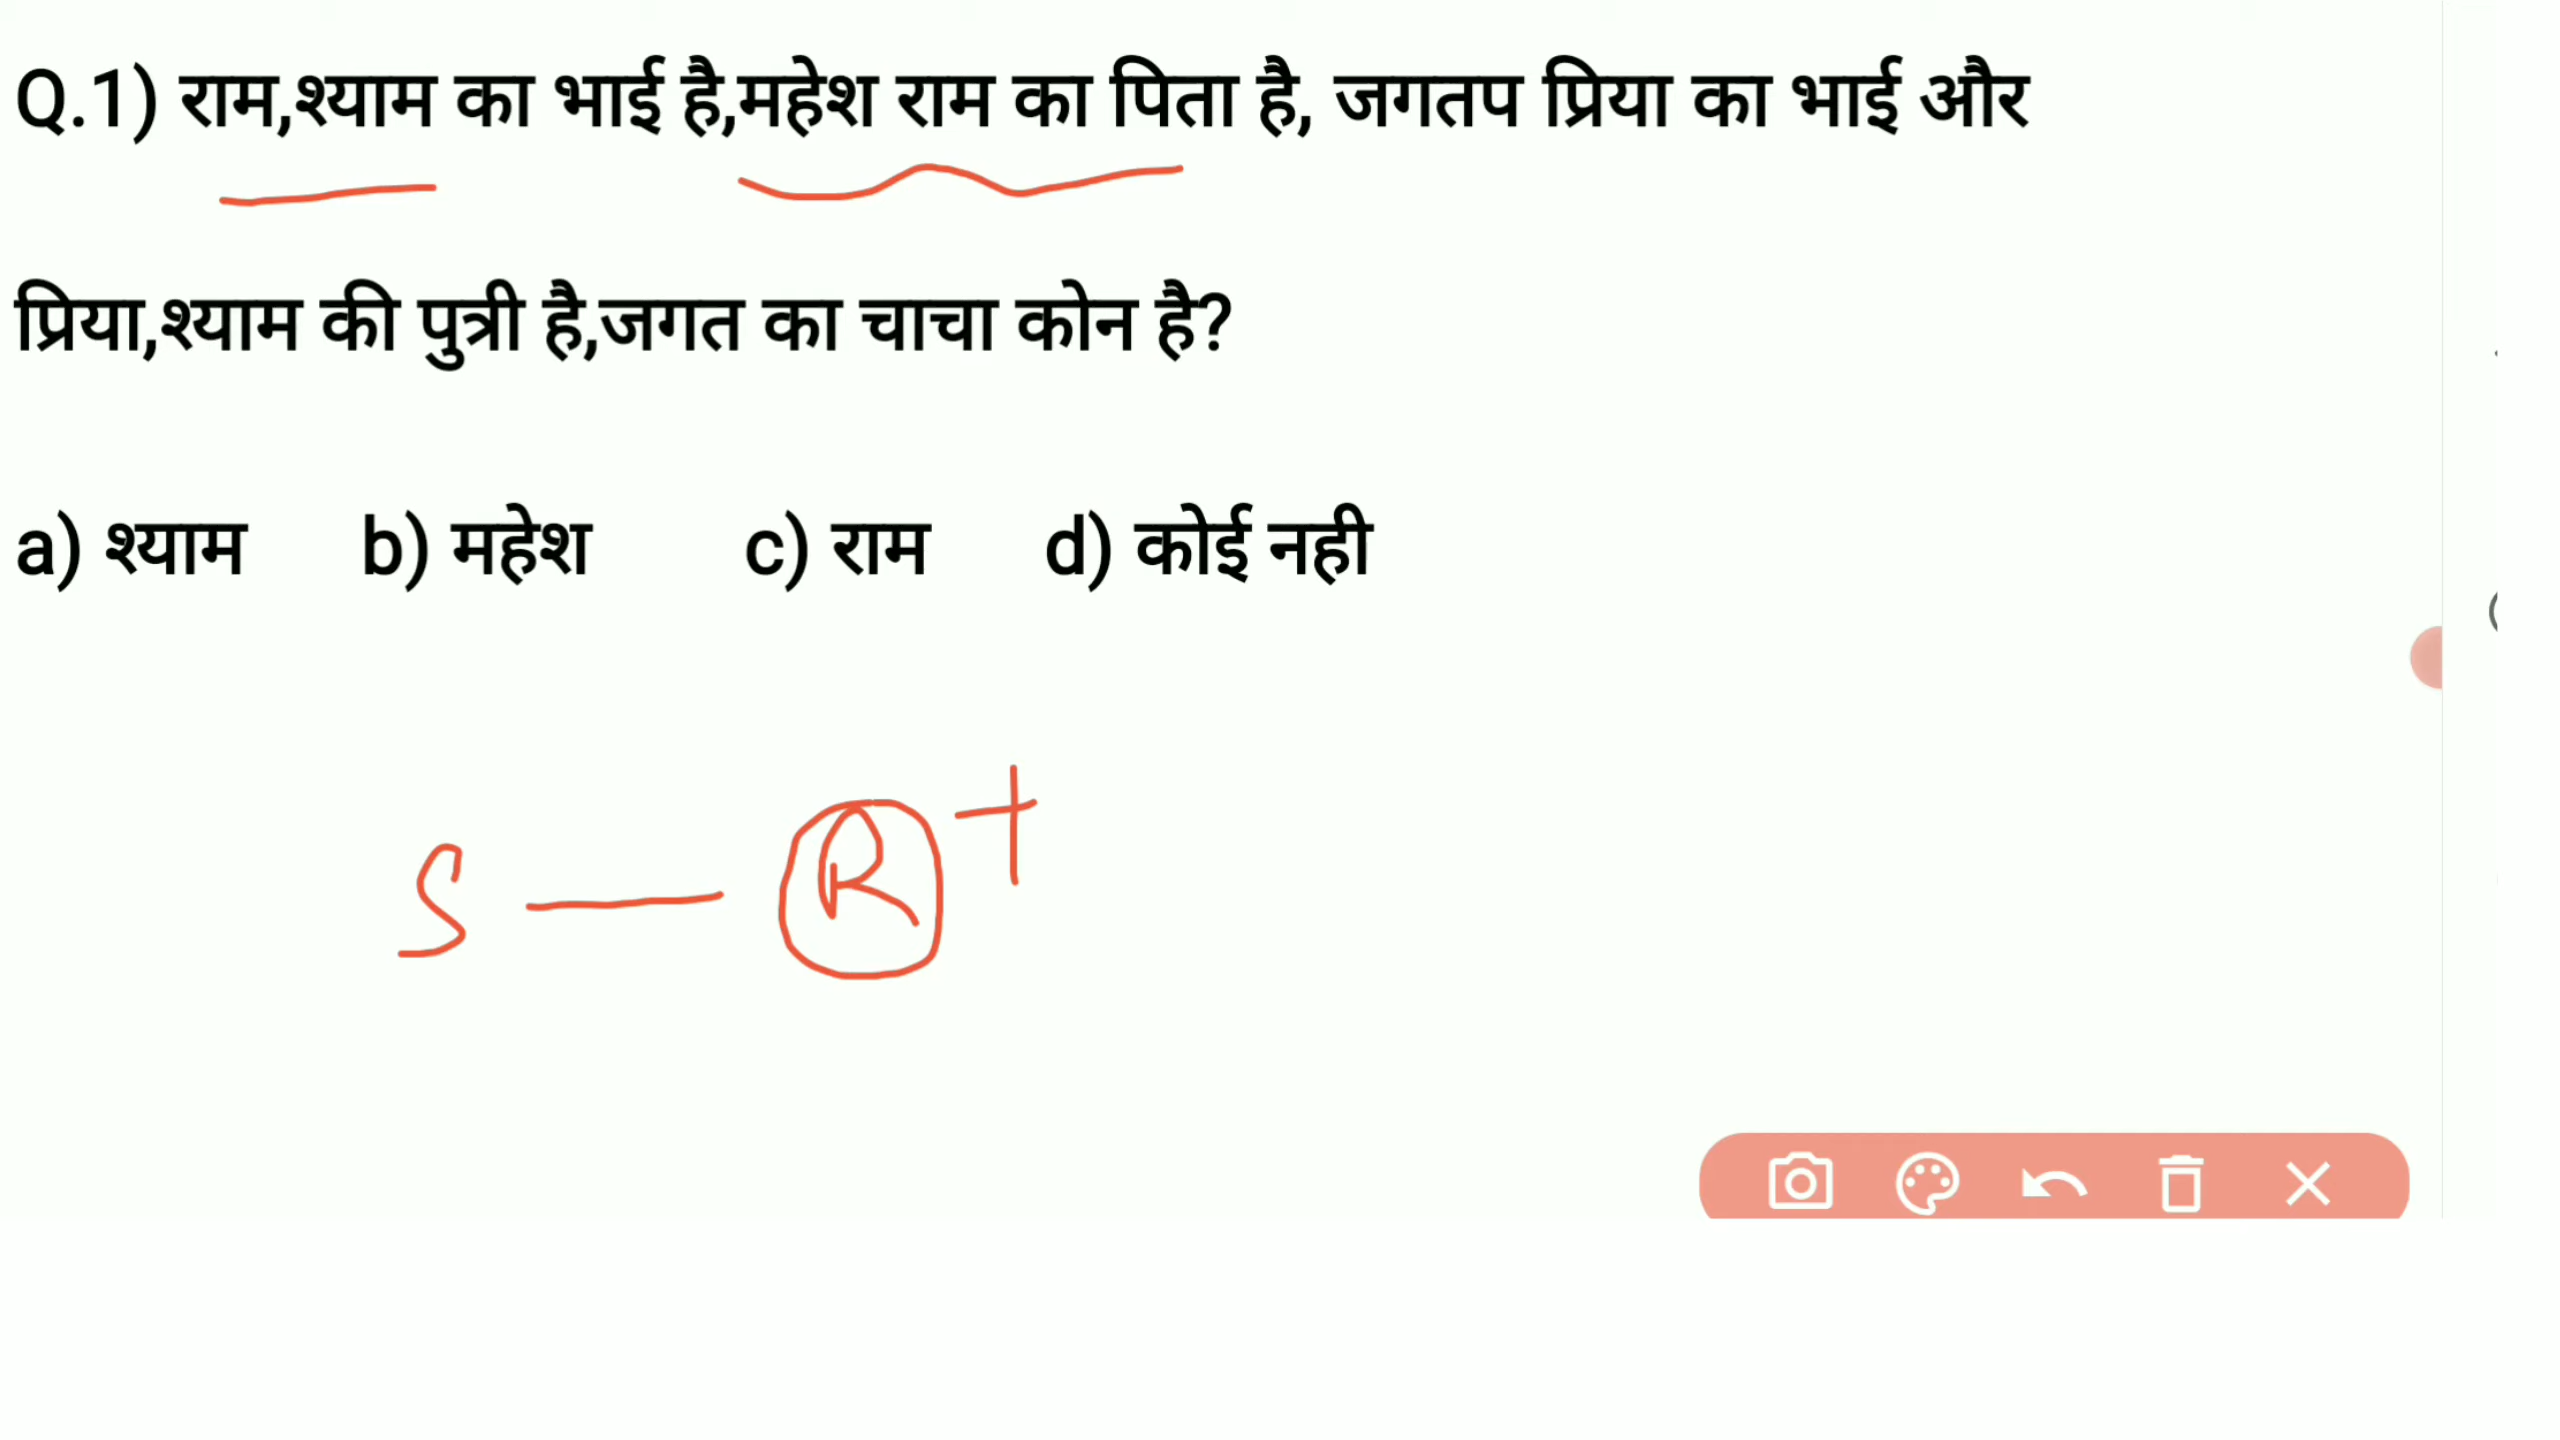 Q.1) राम,श्याम का भाई है,महेश राम का पिता है, जगतप प्रिया का भाई और
प्रिया,श्याम की पुत्री है,जगत का चाचा कोन है?
a) श्याम b) महेश c) राम d) कोई नही
S — R +